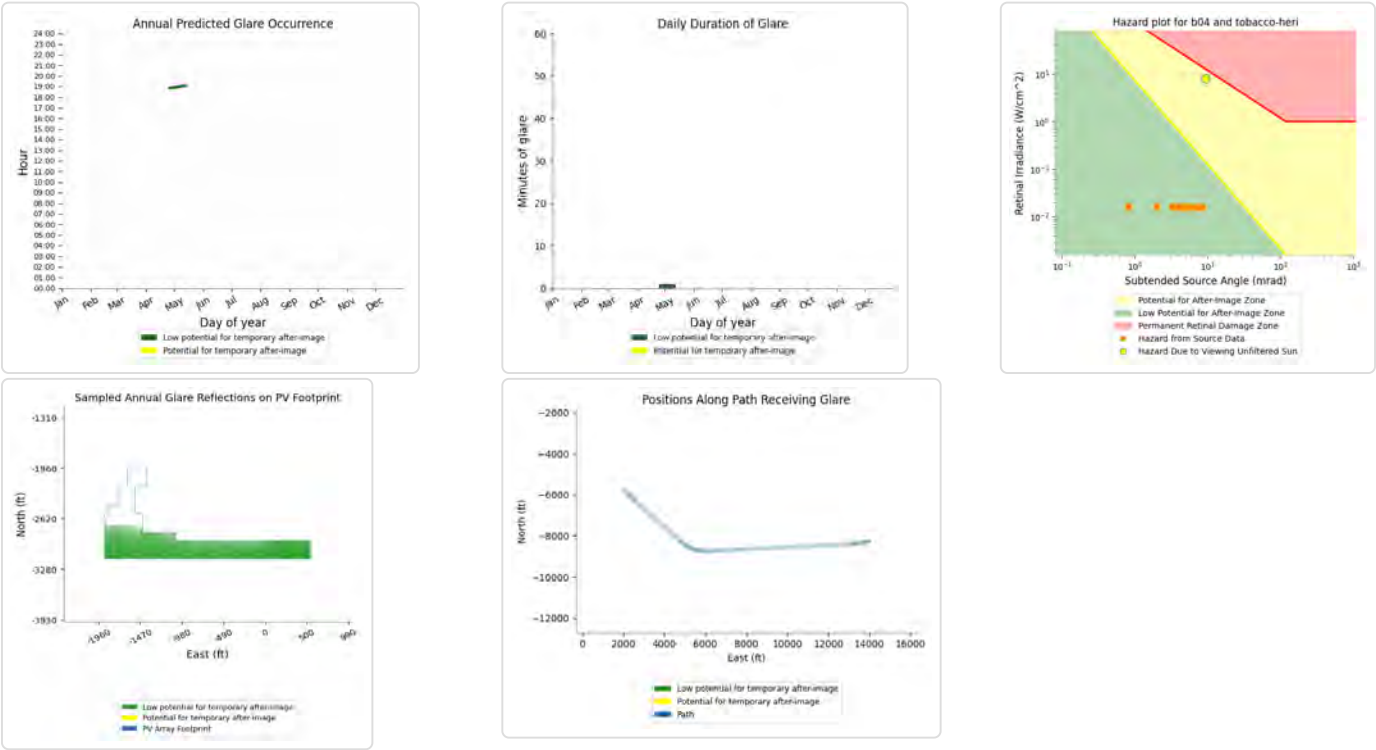 Annual Predicted Glare Occurrence
24:00
23:00
22:00
21:00
20:00
19:00
18:00
17:00
16:00
15:00
14:00
13:00
12:00
11:00
10:00
09:00
08:00
07:00
06:00
05:00
04:00
03:00
02:00
01:00
00:00
Hour
Jan Feb Mar Apr May Jun Jul Aug Sep Oct Nov Dec
Day of year
Low potential for temporary after-image
Potential for temporary after-image
Daily Duration of Glare
60
50
40
30
20
10
0
Minutes of glare
Jan Feb Mar Apr May Jun Jul Aug Sep Oct Nov Dec
Day of year
Low potential for temporary after-image
Potential for temporary after-image
Hazard plot for b04 and tobacco-heri
10¹
10⁰
10⁻¹
10⁻²
Retinal Irradiance (W/cm^2)
10⁻¹ 10⁰ 10¹ 10² 10³
Subtended Source Angle (mrad)
Potential for After-Image Zone
Low Potential for After-Image Zone
Permanent Retinal Damage Zone
Hazard from Source Data
Hazard Due to Viewing Unfiltered Sun
Sampled Annual Glare Reflections on PV Footprint
-1310
-1960
-2620
-3280
-3930
North (ft)
-1960 -1470 -980 -490 0 500 990
East (ft)
Low potential for temporary after-image
Potential for temporary after-image
PV Array Footprint
Positions Along Path Receiving Glare
−2000
−4000
−6000
−8000
−10000
−12000
North (ft)
0 2000 4000 6000 8000 10000 12000 14000 16000
East (ft)
Low potential for temporary after-image
Potential for temporary after-image
Path